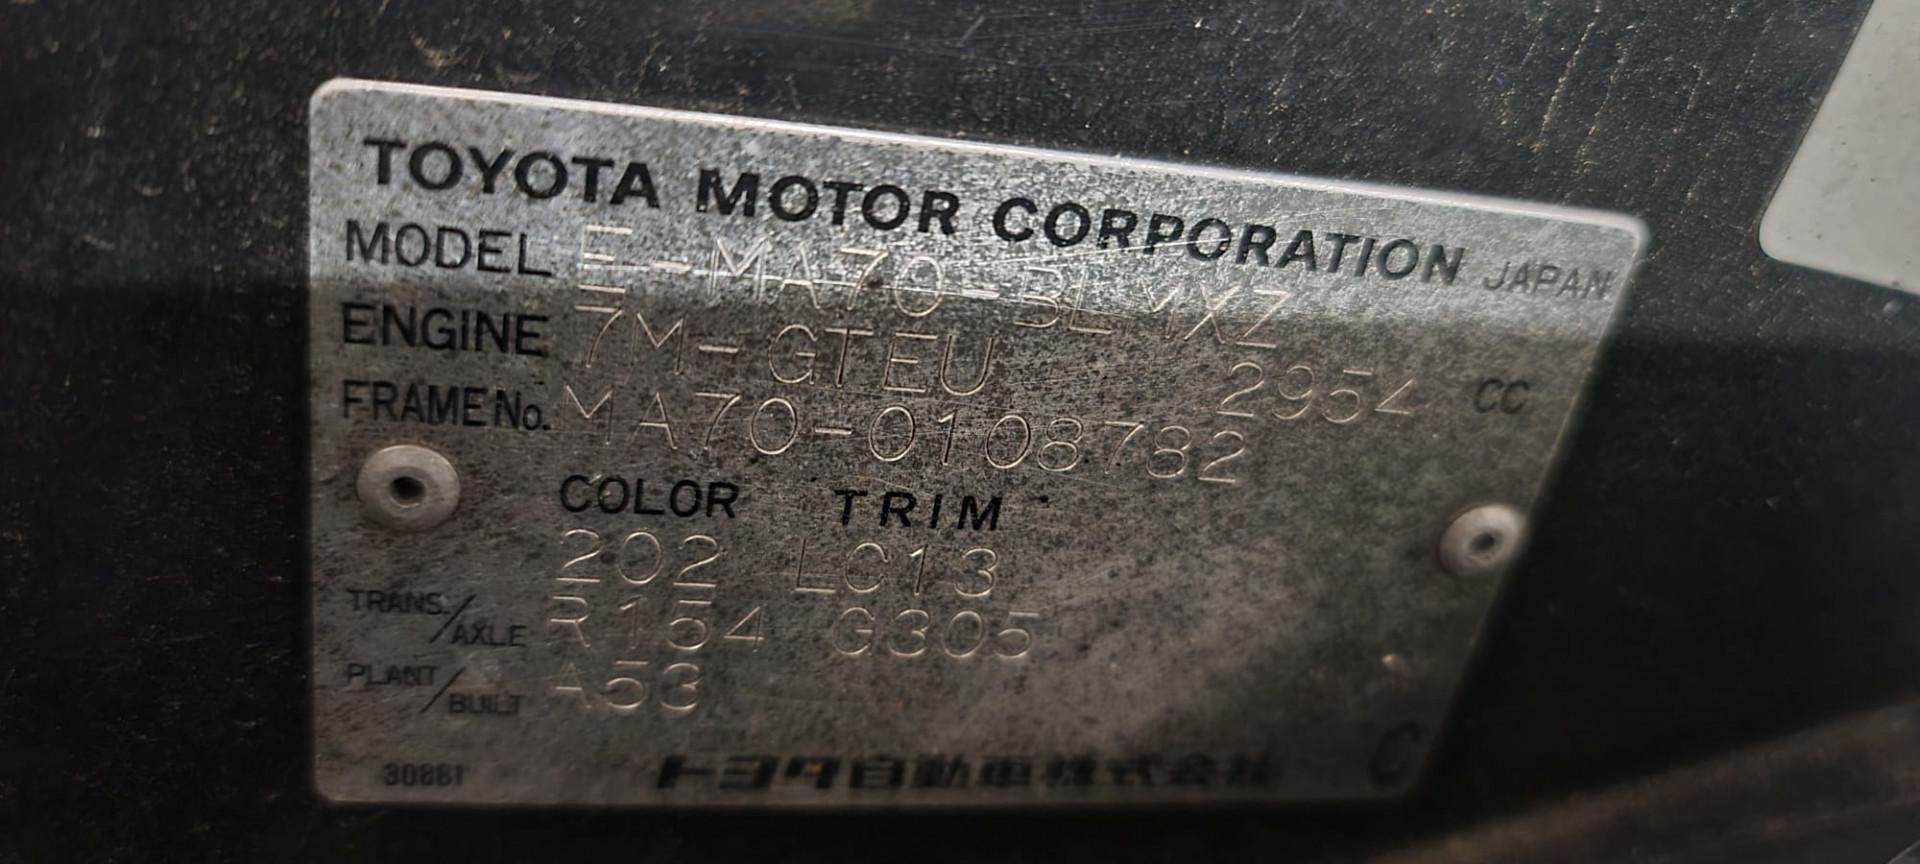 TOYOTA MOTOR CORPORATION JAPAN
MODEL E-MA70-BLMXZ
ENGINE 7M-GTEU 2954 CC
FRAME No. MA70-0108782
COLOR TRIM
202 LC13
TRANS./AXLE R154 G305
PLANT/BUILT A53
30881 トヨタ自動車株式会社 C